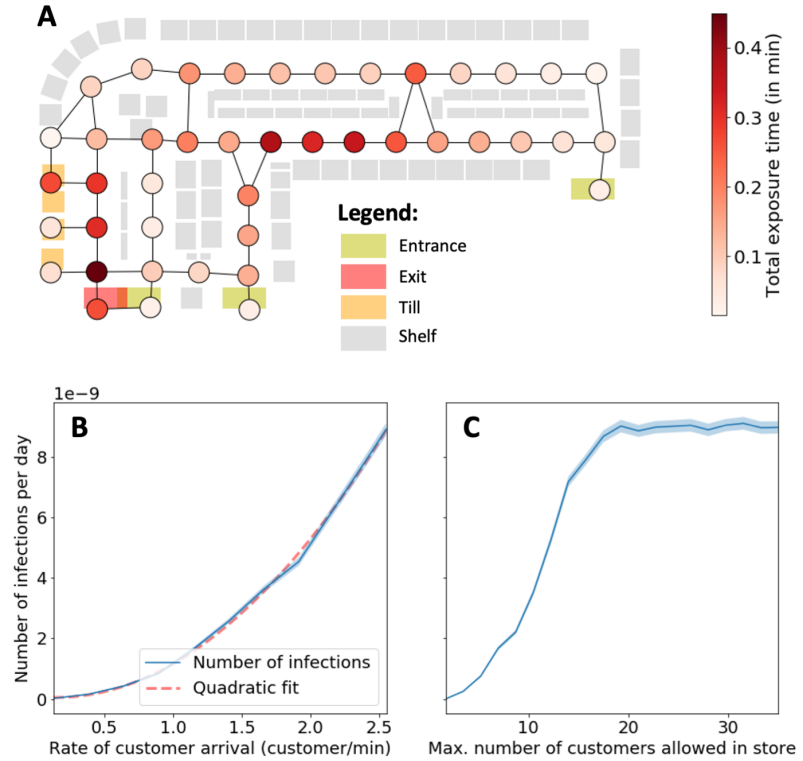 A
0.4
0.3
0.2
0.1
Total exposure time (in min)
Legend:
Entrance
Exit
Till
Shelf
1e−9
B
8
6
4
2
0
Number of infections per day
Number of infections
Quadratic fit
0.5 1.0 1.5 2.0 2.5
Rate of customer arrival (customer/min)
C
10 20 30
Max. number of customers allowed in store